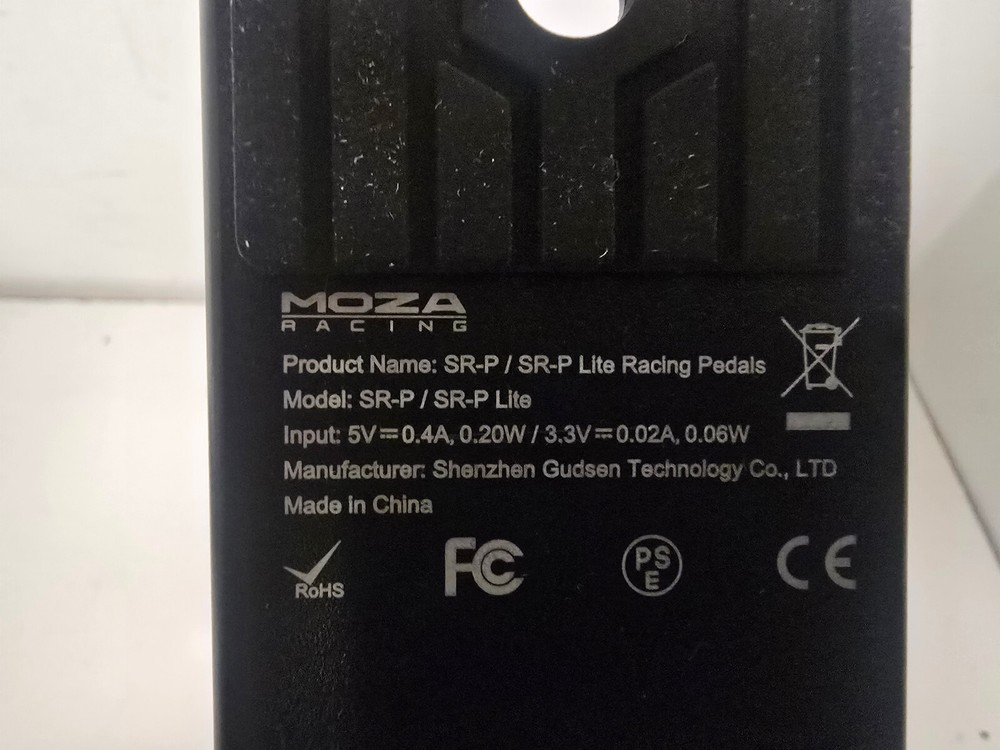 MOZA
RACING
Product Name: SR-P / SR-P Lite Racing Pedals
Model: SR-P / SR-P Lite
Input: 5V⎓0.4A, 0.20W / 3.3V⎓0.02A, 0.06W
Manufacturer: Shenzhen Gudsen Technology Co., LTD
Made in China
RoHS
FC
PS
E
CE